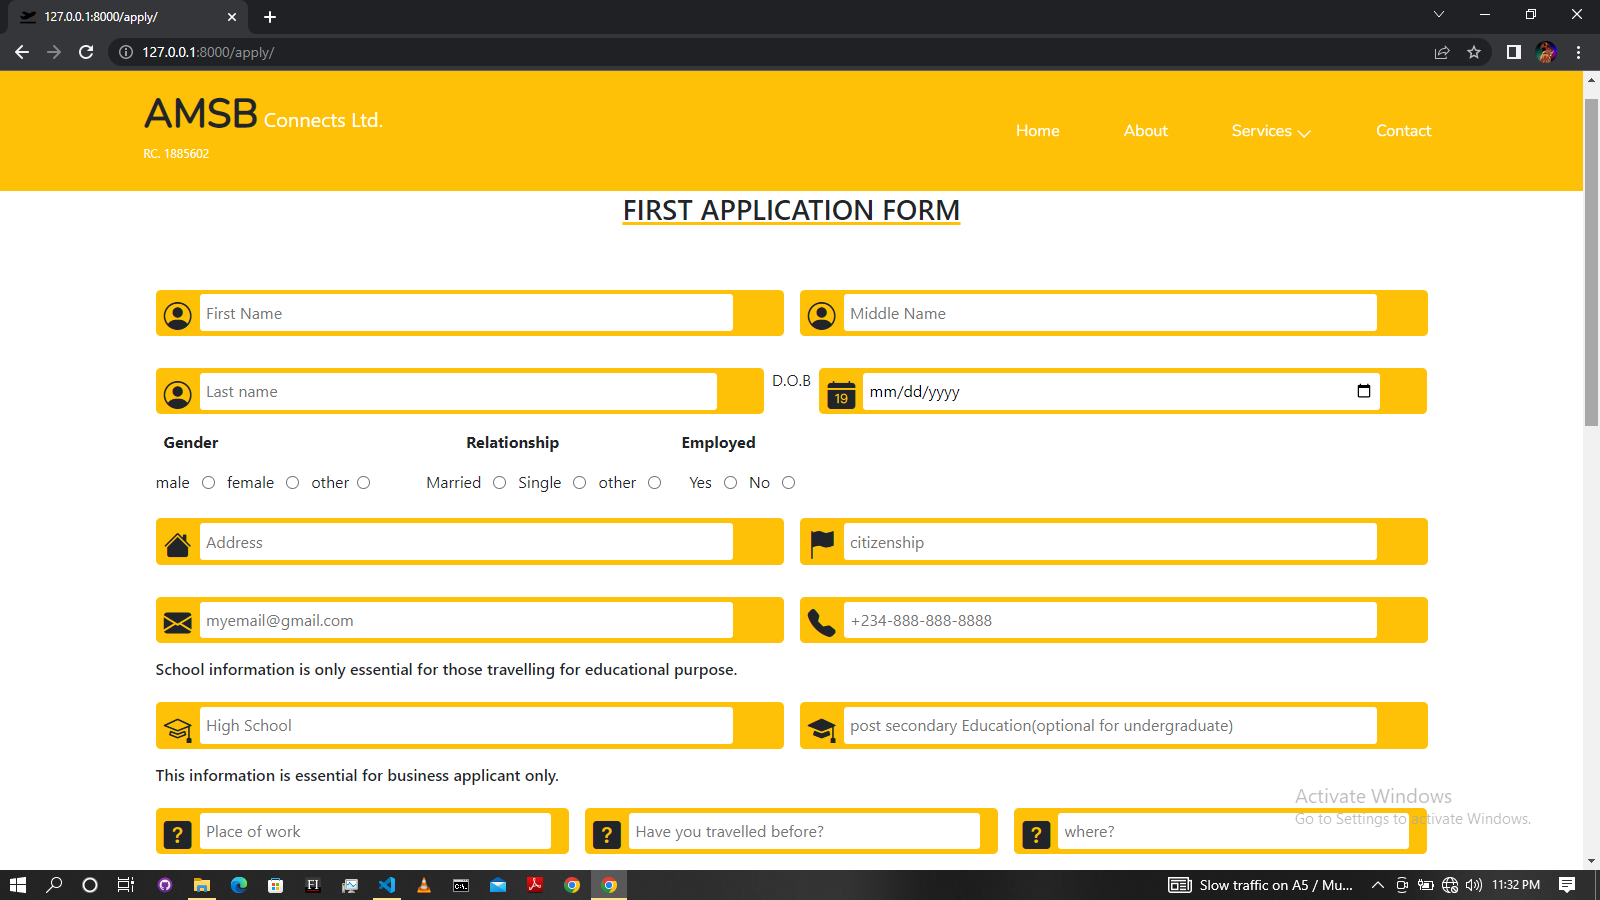 127.0.0.1:8000/apply/
127.0.0.1:8000/apply/
AMSB Connects Ltd.
RC. 1885602
Home About Services Contact
FIRST APPLICATION FORM
First Name Middle Name
Last name D.O.B 19 mm/dd/yyyy
Gender Relationship Employed
male female other Married Single other Yes No
Address citizenship
myemail@gmail.com +234-888-888-8888
School information is only essential for those travelling for educational purpose.
High School post secondary Education(optional for undergraduate)
This information is essential for business applicant only.
Activate Windows
Go to Settings to activate Windows.
? Place of work ? Have you travelled before? ? where?
FI C:\ Slow traffic on A5 / Mu... 11:32 PM